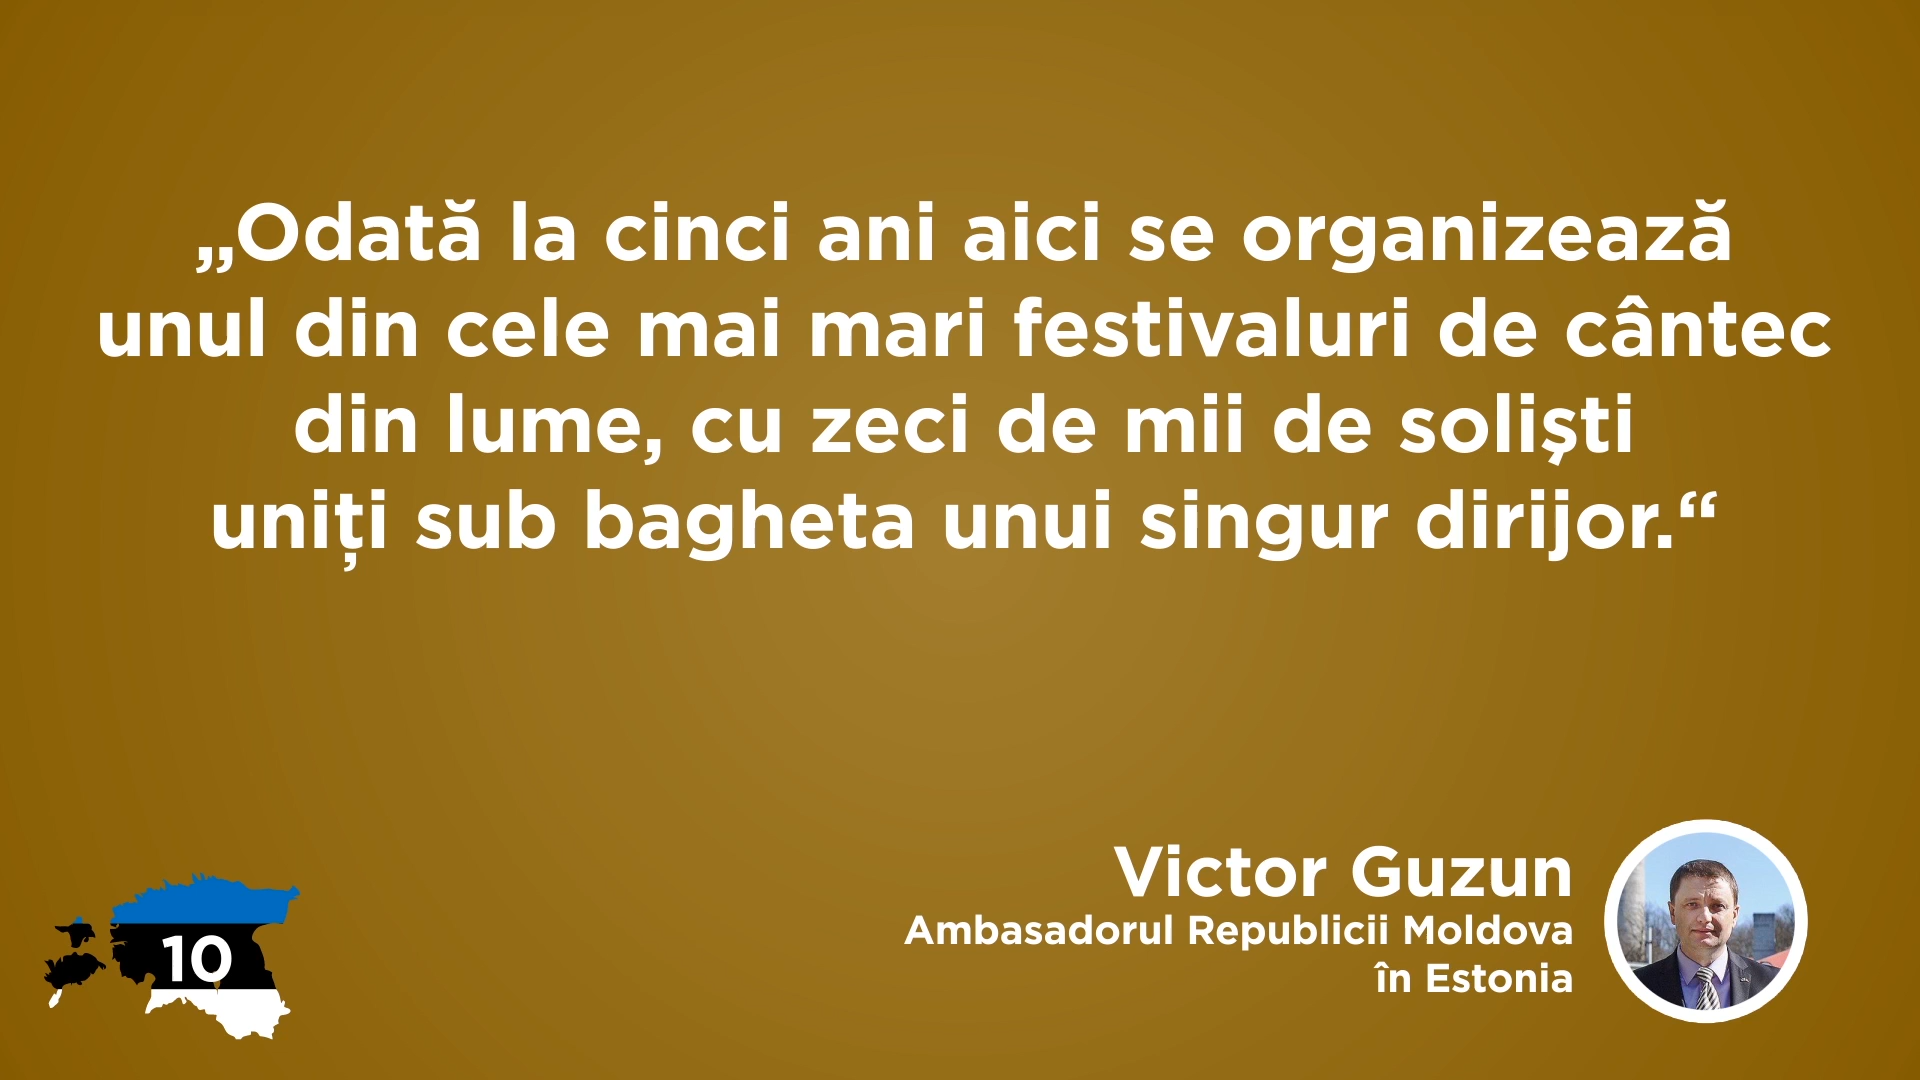 „Odată la cinci ani aici se organizează
unul din cele mai mari festivaluri de cântec
din lume, cu zeci de mii de soliști
uniți sub bagheta unui singur dirijor.“
Victor Guzun
Ambasadorul Republicii Moldova
în Estonia
10